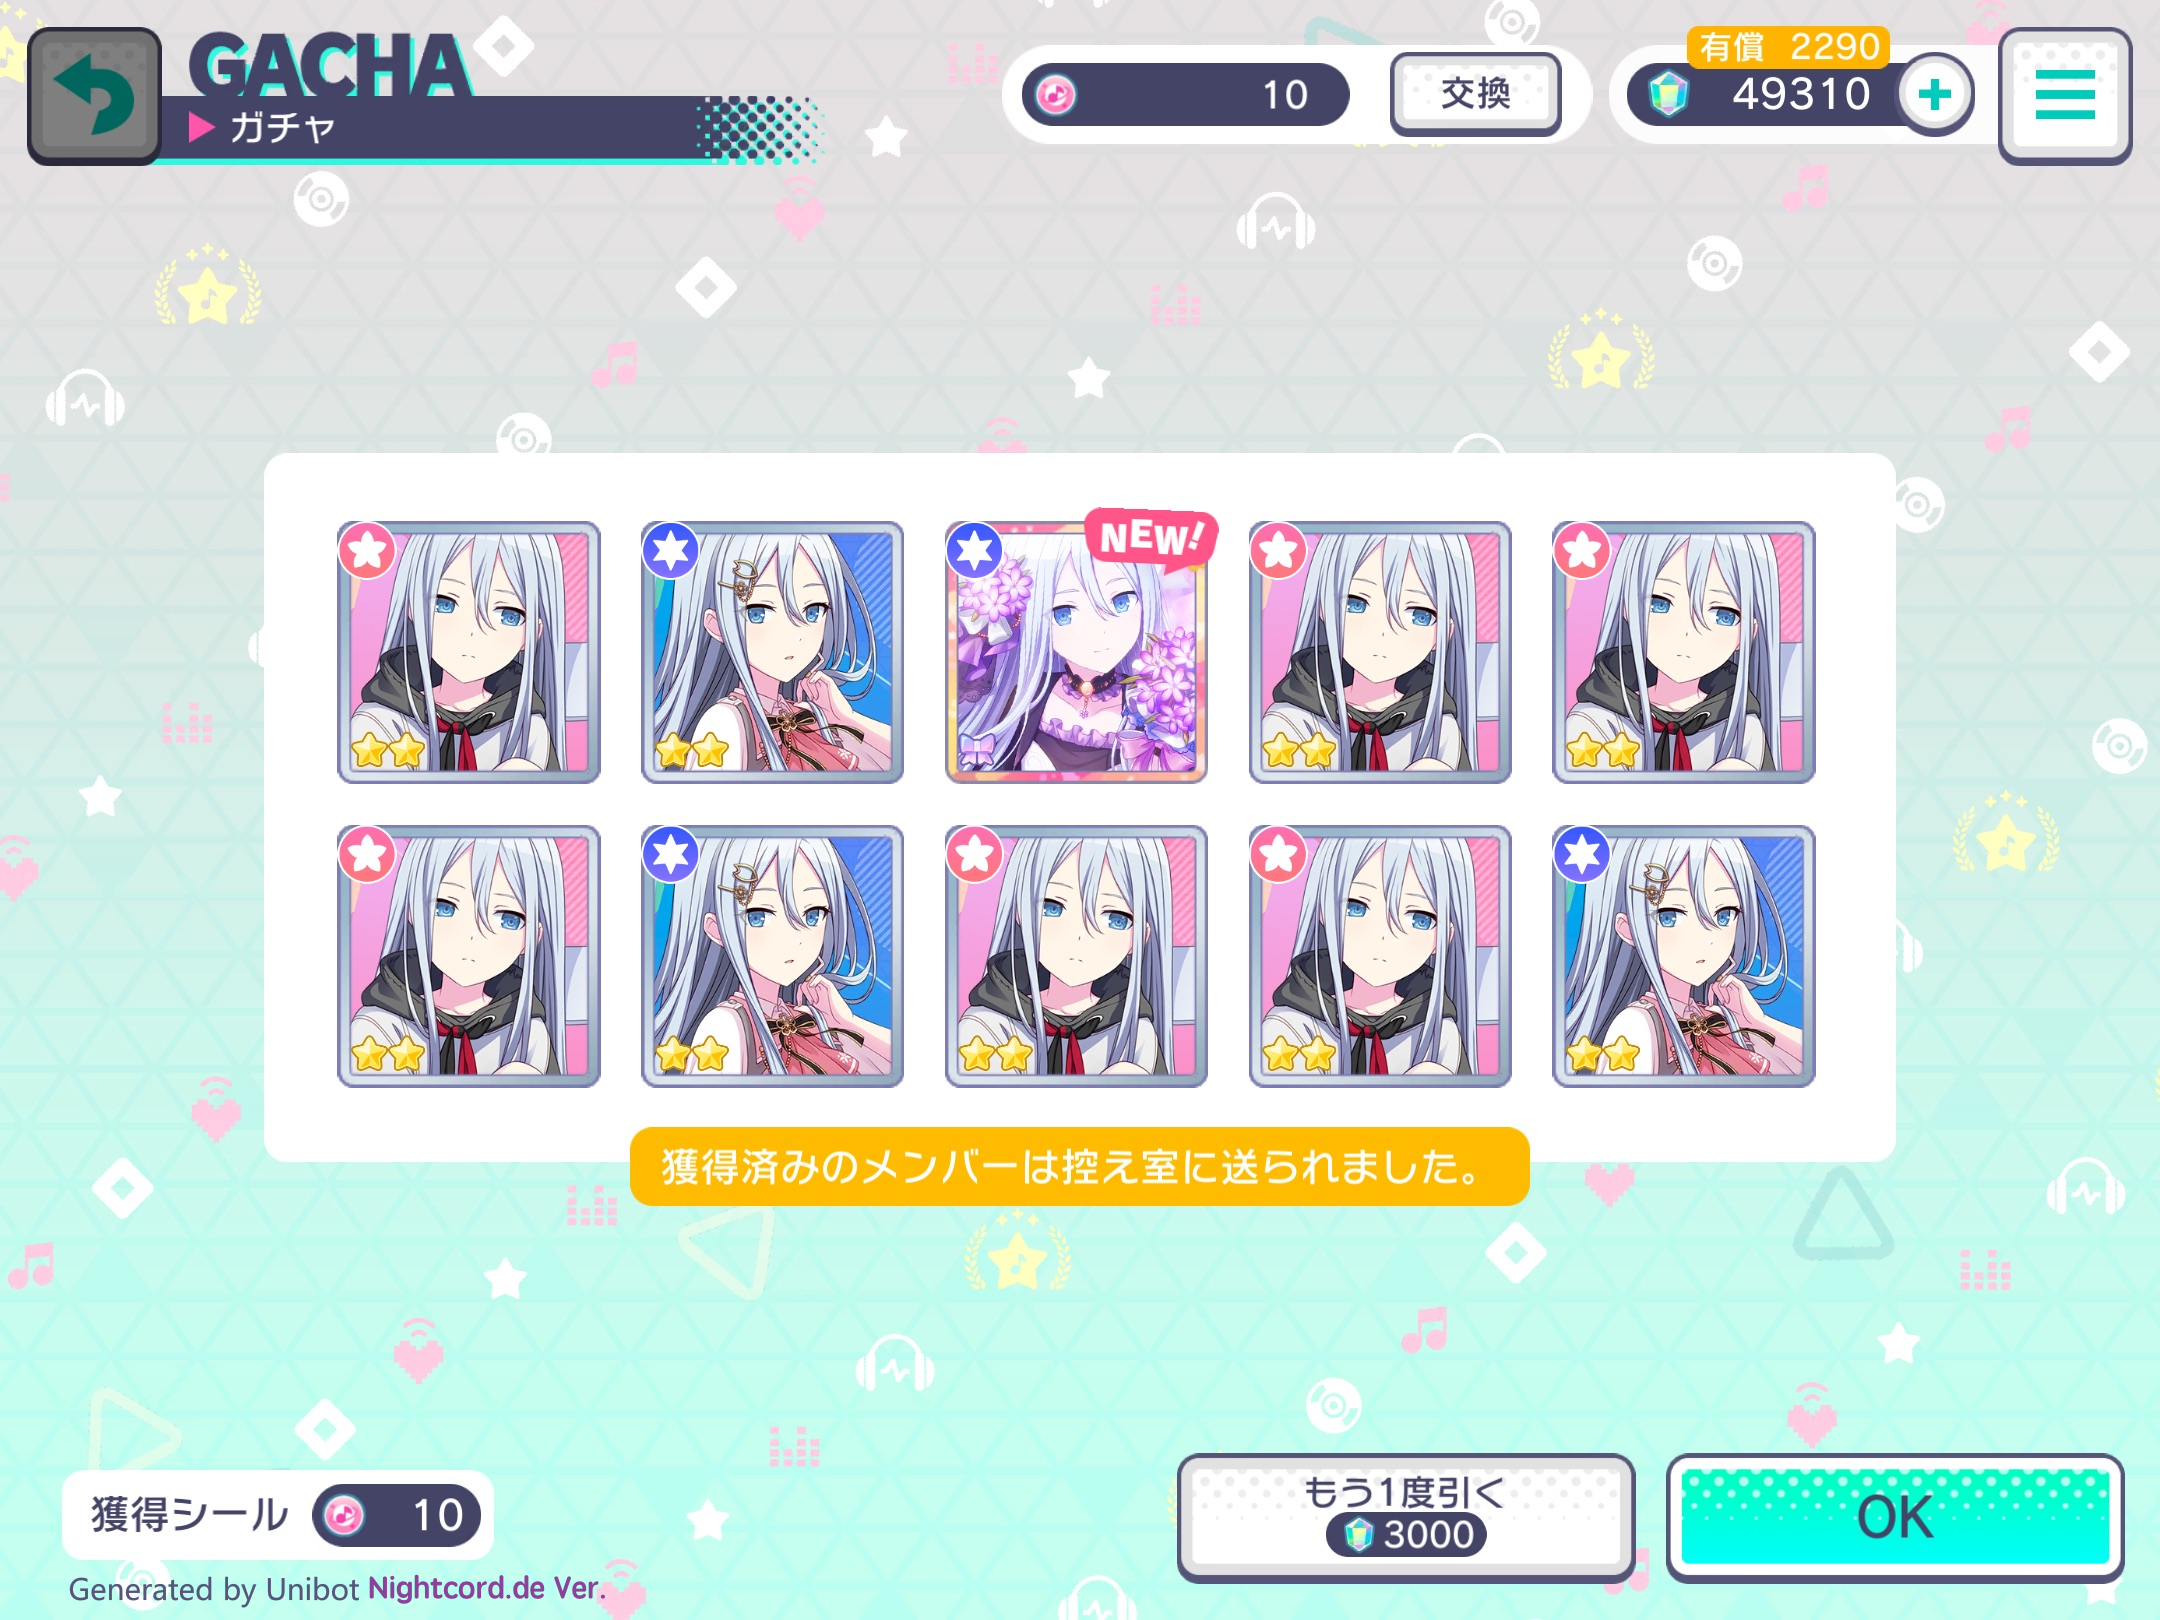 GACHA
ガチャ
10
交換
有償 2290
49310
NEW!
獲得済みのメンバーは控え室に送られました。
獲得シール 10
もう1度引く
3000
OK
Generated by Unibot Nightcord.de Ver.